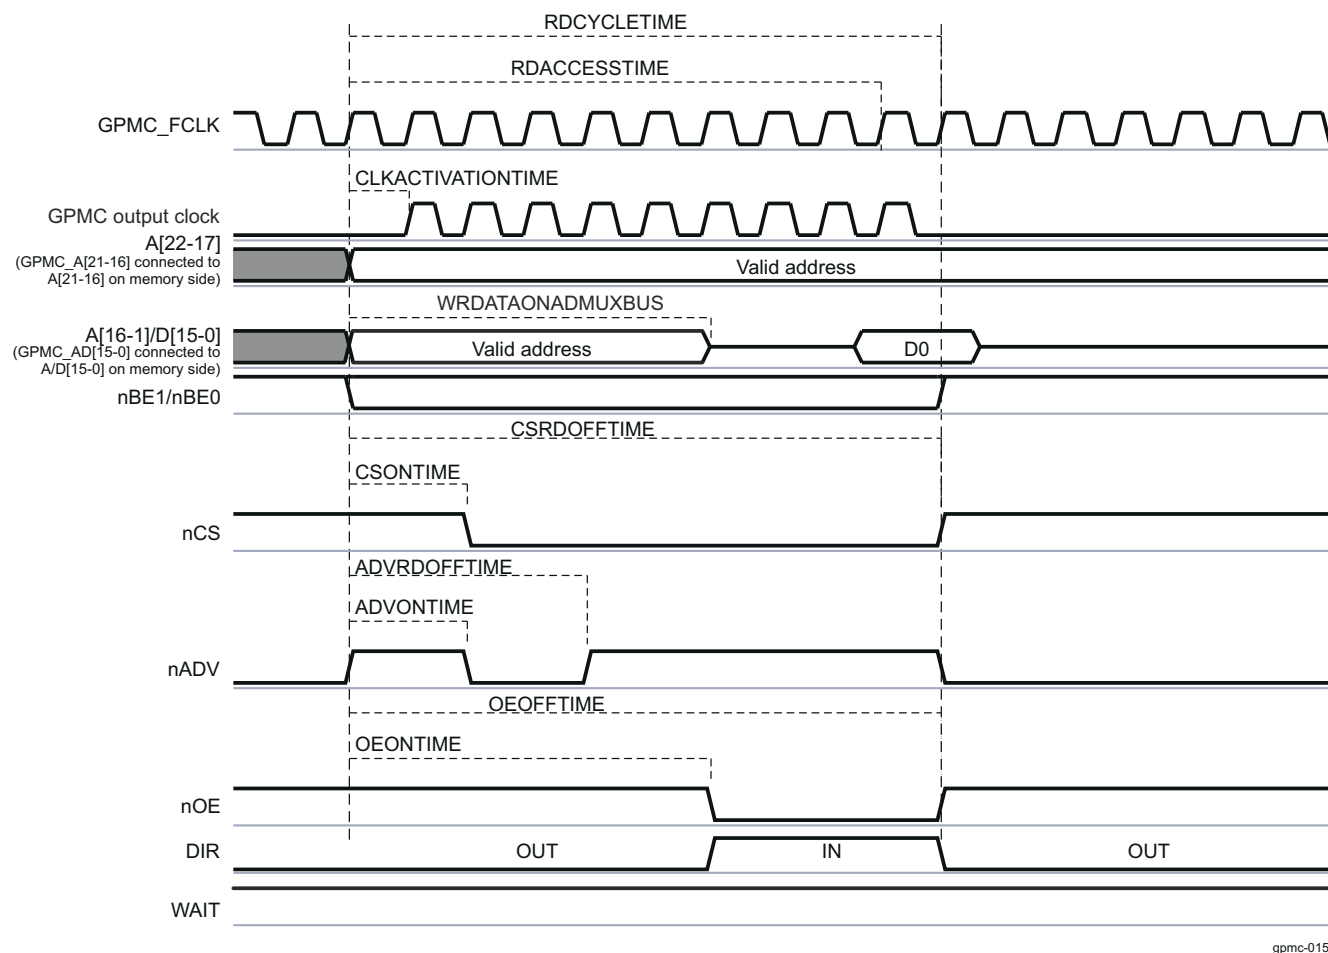 RDCYCLETIME
RDACCESSTIME
GPMC_FCLK
CLKACTIVATIONTIME
GPMC output clock
A[22-17]
(GPMC_A[21-16] connected to
A[21-16] on memory side)
Valid address
WRDATAONADMUXBUS
A[16-1]/D[15-0]
(GPMC_AD[15-0] connected to
A/D[15-0] on memory side)
Valid address
D0
nBE1/nBE0
CSRDOFFTIME
CSONTIME
nCS
ADVRDOFFTIME
ADVONTIME
nADV
OEOFFTIME
OEONTIME
nOE
DIR
OUT
IN
OUT
WAIT
gpmc-015